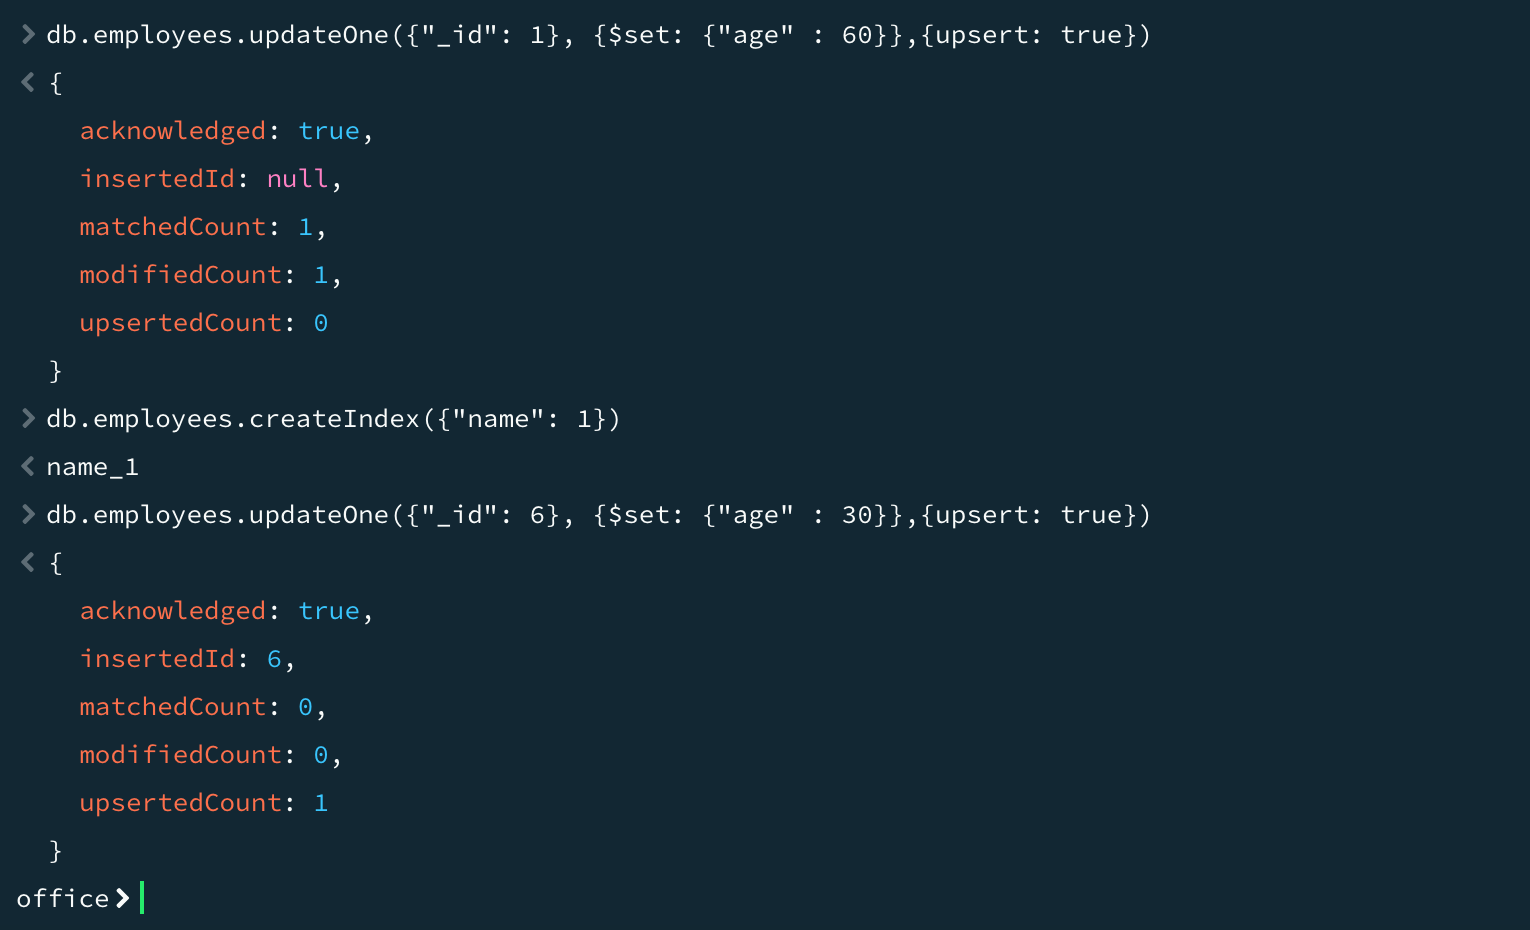 > db.employees.updateOne({"_id": 1}, {$set: {"age" : 60}},{upsert: true})
< {
acknowledged: true,
insertedId: null,
matchedCount: 1,
modifiedCount: 1,
upsertedCount: 0
}
> db.employees.createIndex({"name": 1})
< name_1
> db.employees.updateOne({"_id": 6}, {$set: {"age" : 30}},{upsert: true})
< {
acknowledged: true,
insertedId: 6,
matchedCount: 0,
modifiedCount: 0,
upsertedCount: 1
}
office>